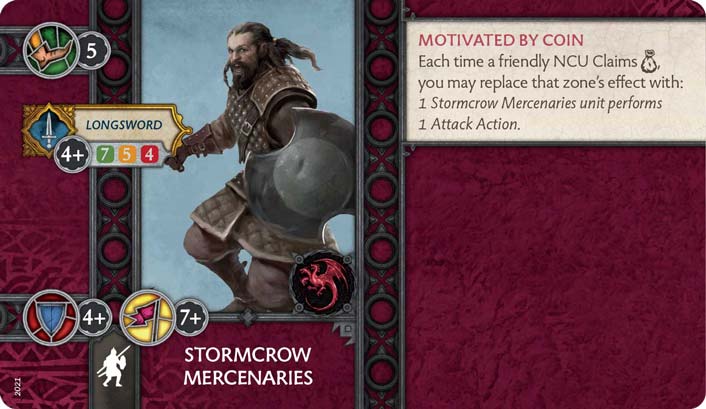 5
LONGSWORD
4+ 7 5 4
4+ 7+
STORMCROW
MERCENARIES
2021
MOTIVATED BY COIN
Each time a friendly NCU Claims ,
you may replace that zone's effect with:
1 Stormcrow Mercenaries unit performs
1 Attack Action.